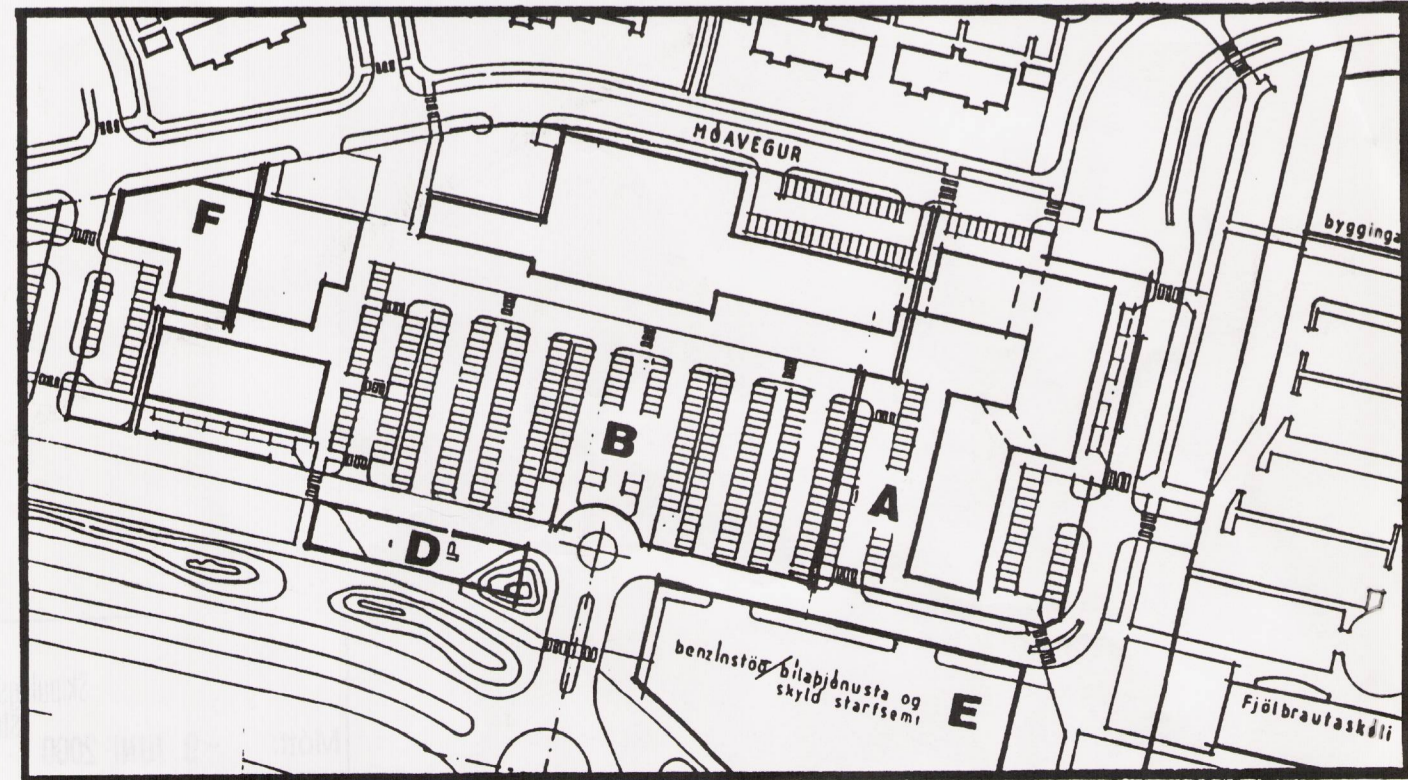 MÓAVEGUR
F
bygginga
B
A
D
benzínstöð/bílaþjónusta og
skyld starfsemi
E
Fjölbrautaskóli